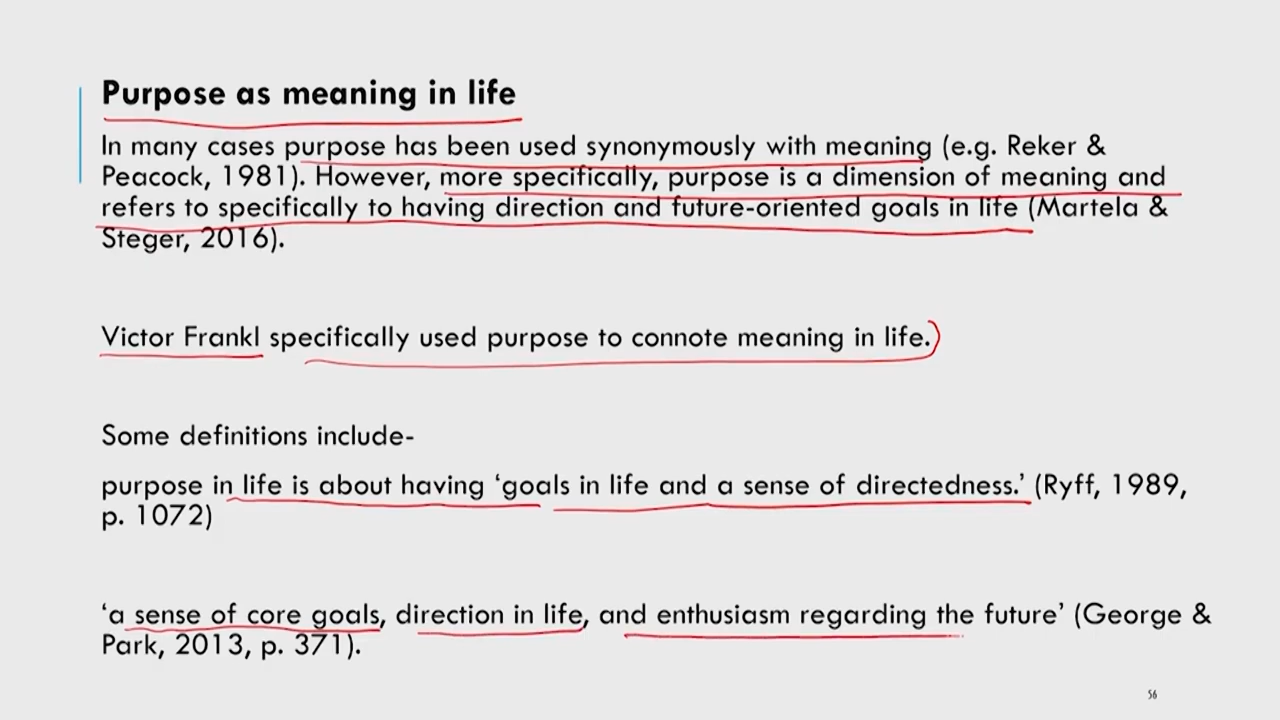 Purpose as meaning in life
In many cases purpose has been used synonymously with meaning (e.g. Reker &
Peacock, 1981). However, more specifically, purpose is a dimension of meaning and
refers to specifically to having direction and future-oriented goals in life (Martela &
Steger, 2016).
Victor Frankl specifically used purpose to connote meaning in life.
Some definitions include-
purpose in life is about having ‘goals in life and a sense of directedness.’ (Ryff, 1989,
p. 1072)
‘a sense of core goals, direction in life, and enthusiasm regarding the future’ (George &
Park, 2013, p. 371).
56